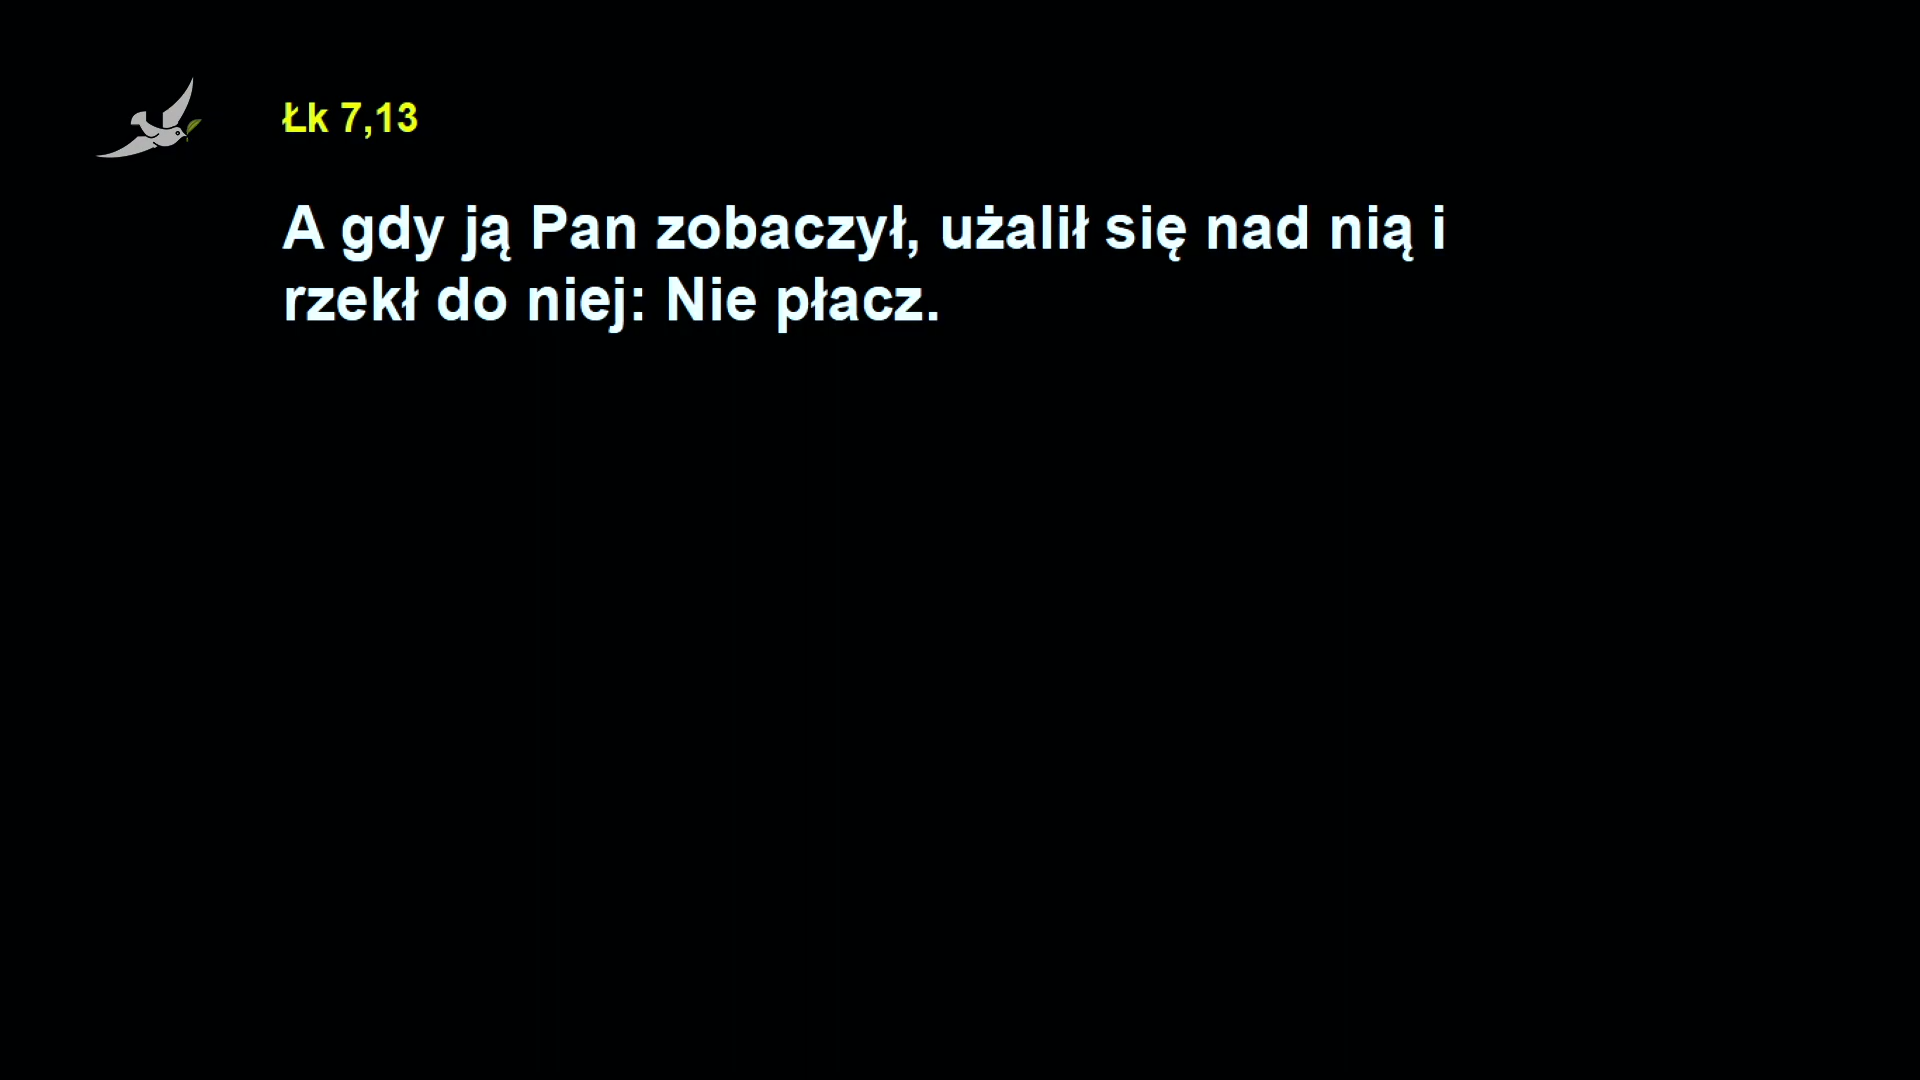 Łk 7,13
A gdy ją Pan zobaczył, użalił się nad nią i
rzekł do niej: Nie płacz.